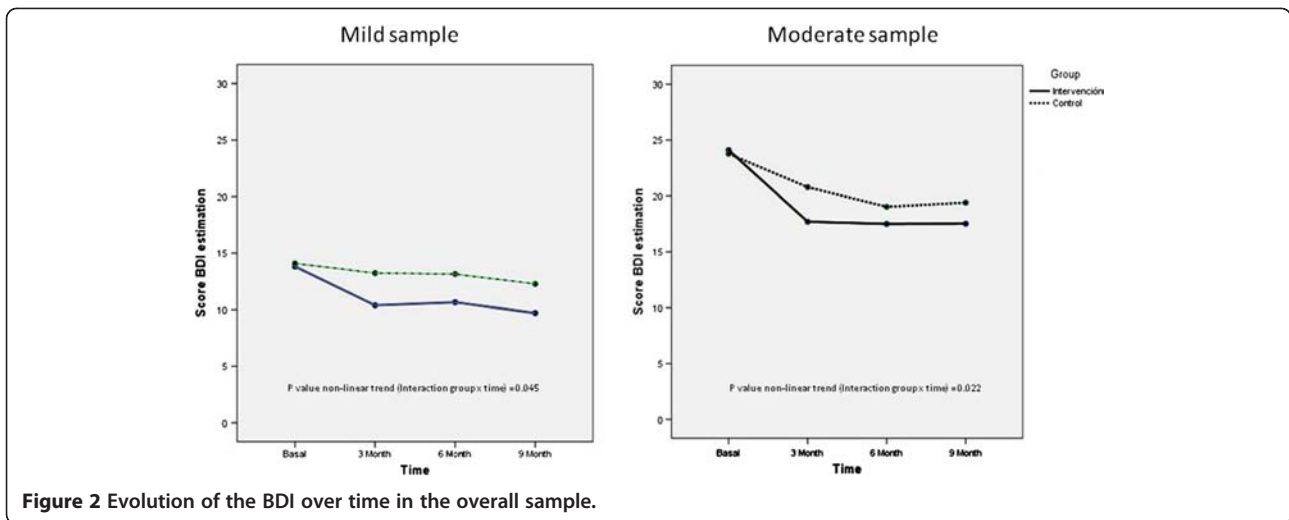 Mild sample
Moderate sample
30
25
20
15
10
5
0
Score BDI estimation
P value non-linear trend (Interaction group x time) =0.045
Basal
3 Month
6 Month
9 Month
Time
30
25
20
15
10
5
0
Score BDI estimation
P value non-linear trend (Interaction group x time) =0.022
Basal
3 Month
6 Month
9 Month
Time
Group
Intervención
Control
Figure 2 Evolution of the BDI over time in the overall sample.